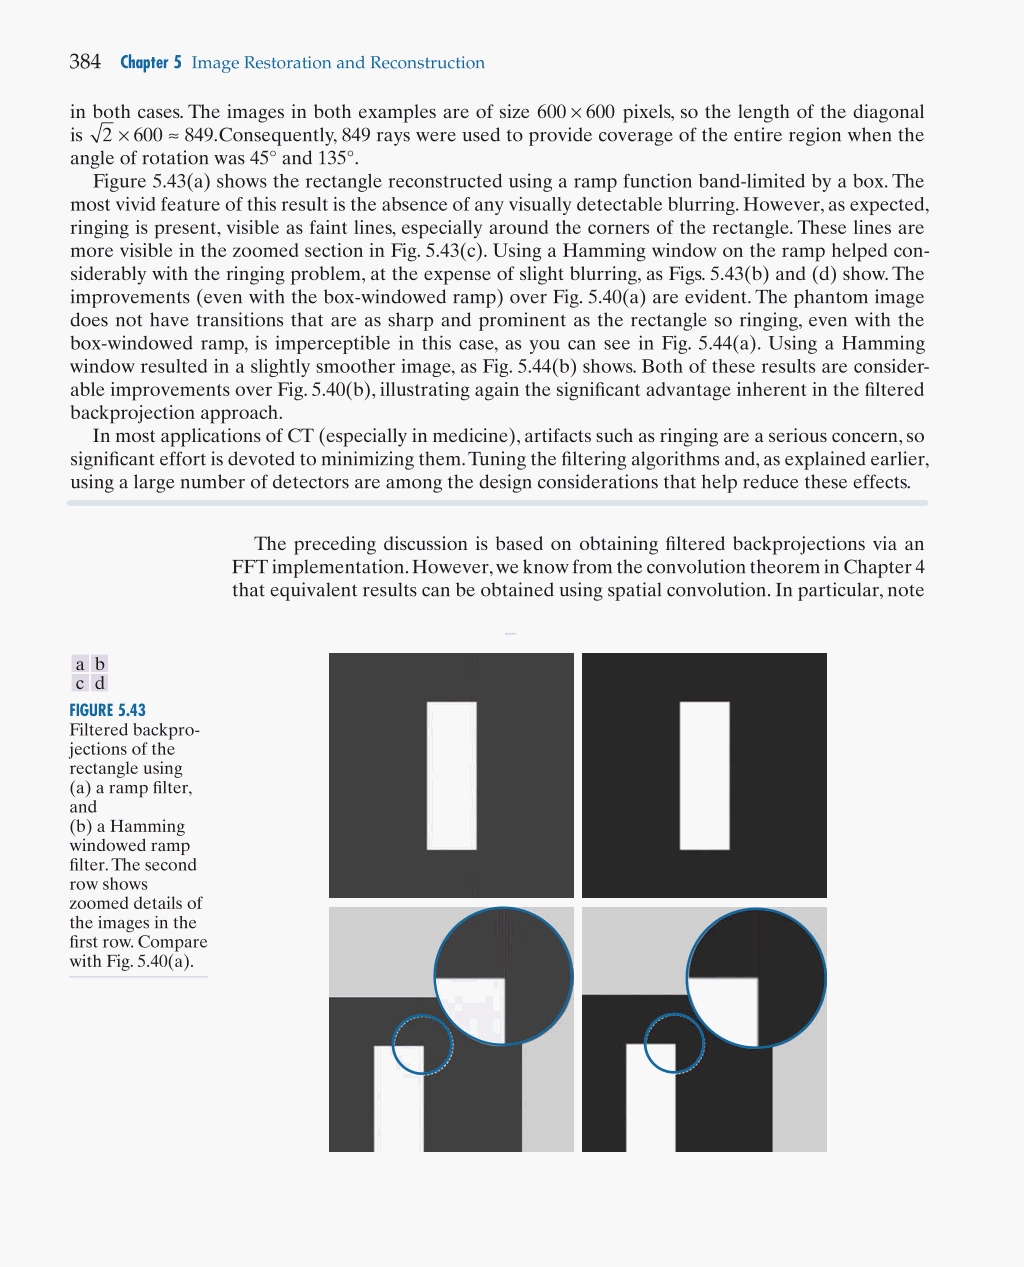 384 Chapter 5 Image Restoration and Reconstruction
in both cases. The images in both examples are of size 600 × 600 pixels, so the length of the diagonal
is √2 × 600 ≈ 849.Consequently, 849 rays were used to provide coverage of the entire region when the
angle of rotation was 45° and 135°.
Figure 5.43(a) shows the rectangle reconstructed using a ramp function band-limited by a box. The
most vivid feature of this result is the absence of any visually detectable blurring. However, as expected,
ringing is present, visible as faint lines, especially around the corners of the rectangle. These lines are
more visible in the zoomed section in Fig. 5.43(c). Using a Hamming window on the ramp helped con-
siderably with the ringing problem, at the expense of slight blurring, as Figs. 5.43(b) and (d) show. The
improvements (even with the box-windowed ramp) over Fig. 5.40(a) are evident. The phantom image
does not have transitions that are as sharp and prominent as the rectangle so ringing, even with the
box-windowed ramp, is imperceptible in this case, as you can see in Fig. 5.44(a). Using a Hamming
window resulted in a slightly smoother image, as Fig. 5.44(b) shows. Both of these results are consider-
able improvements over Fig. 5.40(b), illustrating again the significant advantage inherent in the filtered
backprojection approach.
In most applications of CT (especially in medicine), artifacts such as ringing are a serious concern, so
significant effort is devoted to minimizing them. Tuning the filtering algorithms and, as explained earlier,
using a large number of detectors are among the design considerations that help reduce these effects.
The preceding discussion is based on obtaining filtered backprojections via an
FFT implementation. However, we know from the convolution theorem in Chapter 4
that equivalent results can be obtained using spatial convolution. In particular, note
a b
c d
FIGURE 5.43
Filtered backpro-
jections of the
rectangle using
(a) a ramp filter,
and
(b) a Hamming
windowed ramp
filter. The second
row shows
zoomed details of
the images in the
first row. Compare
with Fig. 5.40(a).